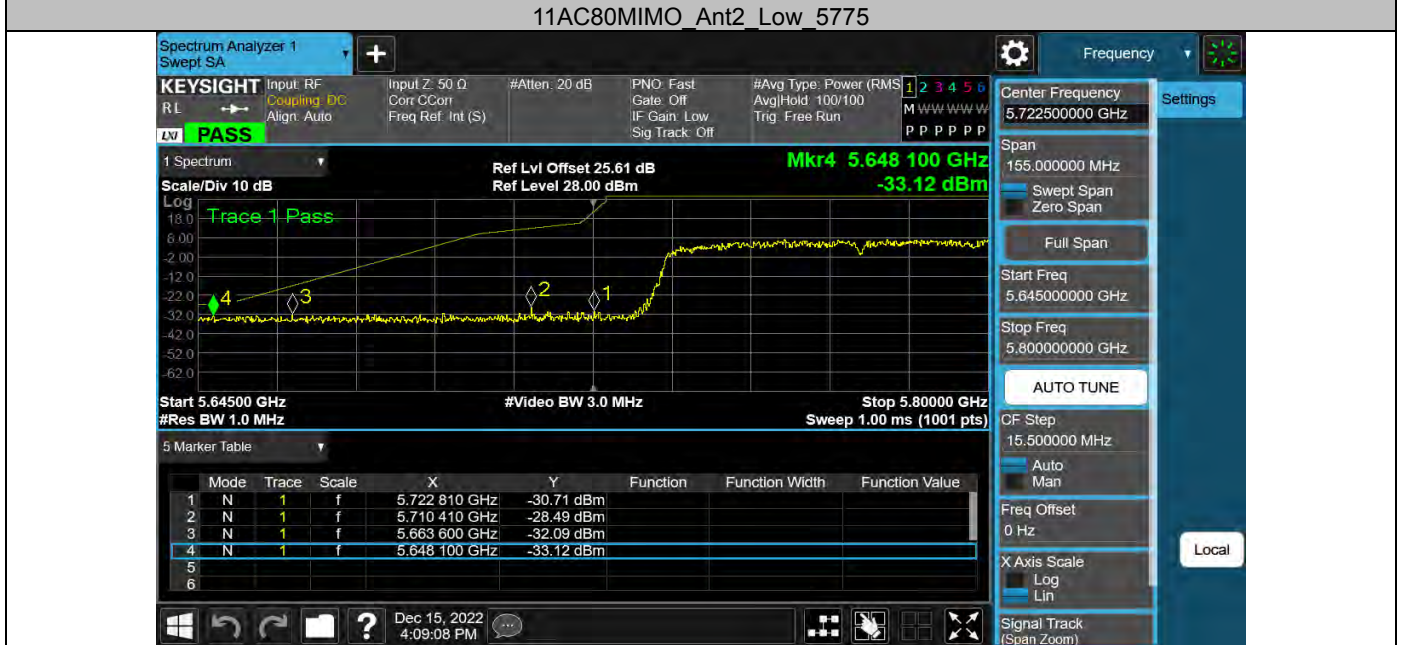 11AC80MIMO_Ant2_Low_5775
Spectrum Analyzer 1
Swept SA
+
Frequency
KEYSIGHT
RL
LXI
PASS
Input: RF
Coupling: DC
Align: Auto
Input Z: 50 Ω
Corr CCorr
Freq Ref: Int (S)
#Atten: 20 dB
PNO: Fast
Gate: Off
IF Gain: Low
Sig Track: Off
#Avg Type: Power (RMS
Avg|Hold: 100/100
Trig: Free Run
1 2 3 4 5 6
M W W W W W
P P P P P P
1 Spectrum
Scale/Div 10 dB
Ref Lvl Offset 25.61 dB
Ref Level 28.00 dBm
Mkr4 5.648 100 GHz
-33.12 dBm
Log
Trace 1 Pass
18.0
6.00
-2.00
-12.0
-22.0
-32.0
-42.0
-52.0
-62.0
4
3
2
1
Start 5.64500 GHz
#Res BW 1.0 MHz
#Video BW 3.0 MHz
Stop 5.80000 GHz
Sweep 1.00 ms (1001 pts)
5 Marker Table
Mode Trace Scale X Y Function Function Width Function Value
1 N 1 f 5.722 810 GHz -30.71 dBm
2 N 1 f 5.710 410 GHz -28.49 dBm
3 N 1 f 5.663 600 GHz -32.09 dBm
4 N 1 f 5.648 100 GHz -33.12 dBm
5
6
?
Dec 15, 2022
4:09:08 PM
Center Frequency
5.722500000 GHz
Settings
Span
155.000000 MHz
Swept Span
Zero Span
Full Span
Start Freq
5.645000000 GHz
Stop Freq
5.800000000 GHz
AUTO TUNE
CF Step
15.500000 MHz
Auto
Man
Freq Offset
0 Hz
X Axis Scale
Log
Lin
Signal Track
(Span Zoom)
Local